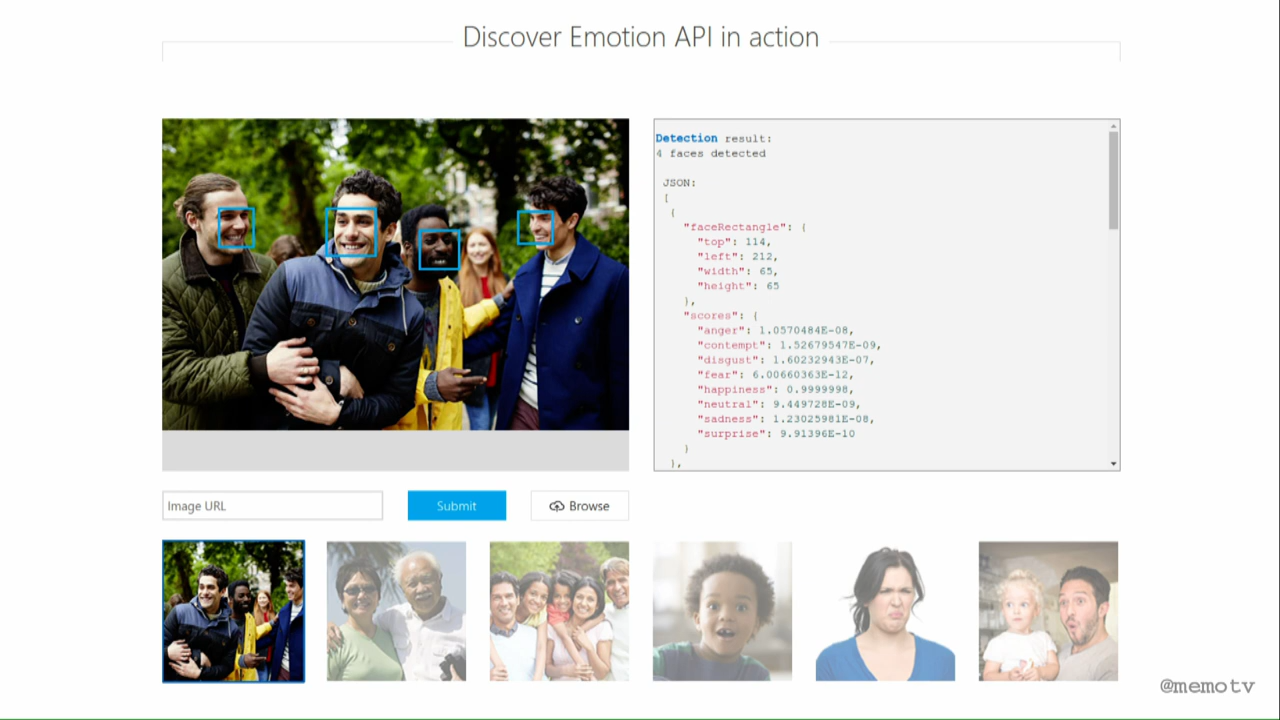 Discover Emotion API in action
Detection result:
4 faces detected
JSON:
[
{
"faceRectangle": {
"top": 114,
"left": 212,
"width": 65,
"height": 65
},
"scores": {
"anger": 1.0570484E-08,
"contempt": 1.52679547E-09,
"disgust": 1.60232943E-07,
"fear": 6.00660363E-12,
"happiness": 0.9999998,
"neutral": 9.449728E-09,
"sadness": 1.23025981E-08,
"surprise": 9.91396E-10
}
},
Image URL
Submit
Browse
@memotv